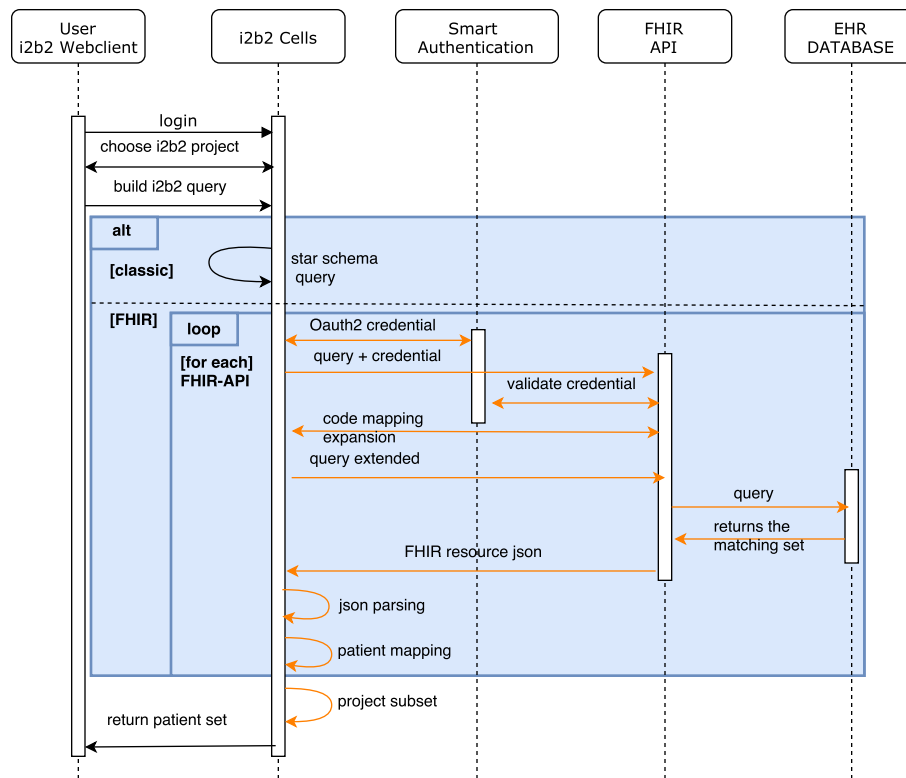 User
i2b2 Webclient
i2b2 Cells
Smart
Authentication
FHIR
API
EHR
DATABASE
login
choose i2b2 project
build i2b2 query
alt
[classic]
star schema
query
[FHIR]
loop
[for each]
FHIR-API
Oauth2 credential
query + credential
validate credential
code mapping
expansion
query extended
query
returns the
matching set
FHIR resource json
json parsing
patient mapping
project subset
return patient set